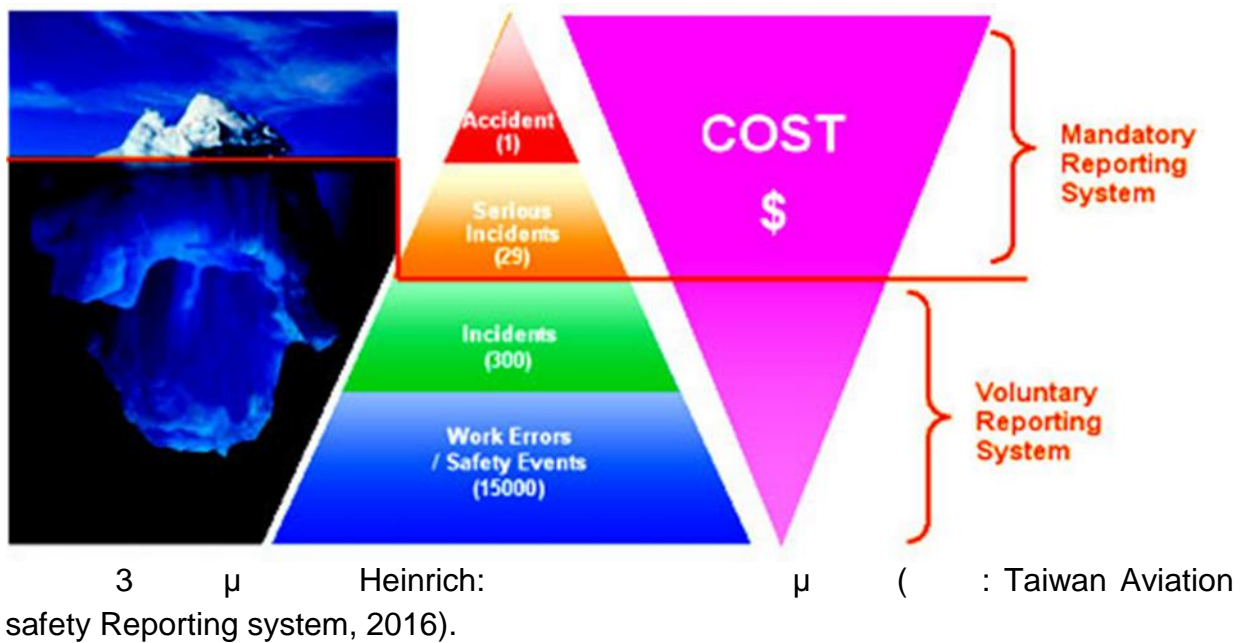 Accident
(1)
Serious
Incidents
(29)
Incidents
(300)
Work Errors
/ Safety Events
(15000)
COST
$
Mandatory
Reporting
System
Voluntary
Reporting
System
3 μ Heinrich: μ ( : Taiwan Aviation
safety Reporting system, 2016).